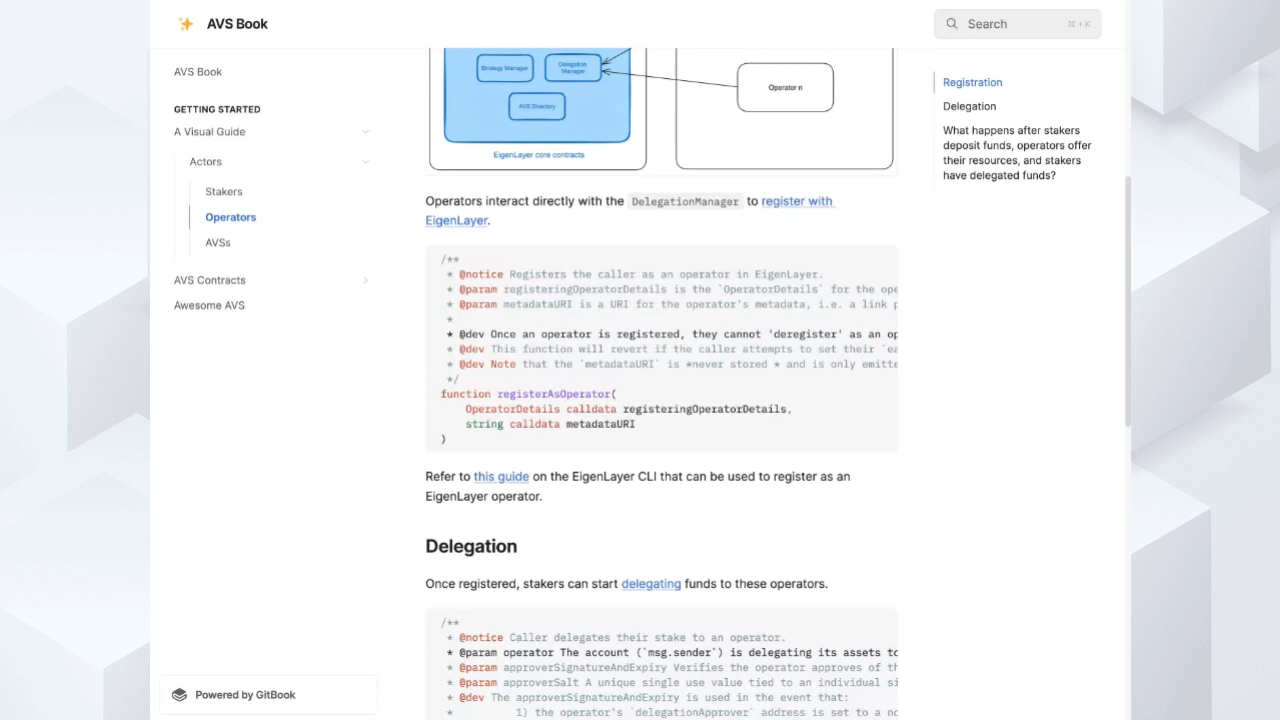 AVS Book
Search
⌘ + K
AVS Book
GETTING STARTED
A Visual Guide
Actors
Stakers
Operators
AVSs
AVS Contracts
Awesome AVS
Powered by GitBook
Strategy Manager
Delegation
Manager
AVS Directory
EigenLayer core contracts
Operator n
Operators interact directly with the DelegationManager to register with
EigenLayer.
/**
* @notice Registers the caller as an operator in EigenLayer.
* @param registeringOperatorDetails is the `OperatorDetails` for the ope
* @param metadataURI is a URI for the operator's metadata, i.e. a link p
*
* @dev Once an operator is registered, they cannot 'deregister' as an op
* @dev This function will revert if the caller attempts to set their `ea
* @dev Note that the `metadataURI` is *never stored * and is only emitte
*/
function registerAsOperator(
OperatorDetails calldata registeringOperatorDetails,
string calldata metadataURI
)
Refer to this guide on the EigenLayer CLI that can be used to register as an
EigenLayer operator.
Delegation
Once registered, stakers can start delegating funds to these operators.
/**
* @notice Caller delegates their stake to an operator.
* @param operator The account (`msg.sender`) is delegating its assets to
* @param approverSignatureAndExpiry Verifies the operator approves of th
* @param approverSalt A unique single use value tied to an individual si
* @dev The approverSignatureAndExpiry is used in the event that:
* 1) the operator's `delegationApprover` address is set to a no
Registration
Delegation
What happens after stakers
deposit funds, operators offer
their resources, and stakers
have delegated funds?